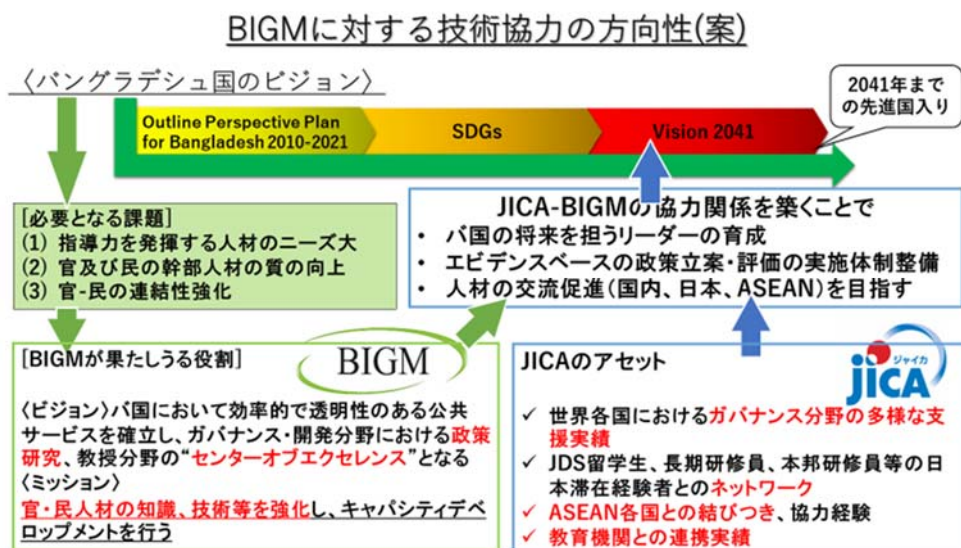 BIGMに対する技術協力の方向性(案)
〈バングラデシュ国のビジョン〉
2041年まで
の先進国入り
Outline Perspective Plan
for Bangladesh 2010-2021
SDGs
Vision 2041
[必要となる課題]
(1) 指導力を発揮する人材のニーズ大
(2) 官及び民の幹部人材の質の向上
(3) 官-民の連結性強化
JICA-BIGMの協力関係を築くことで
• バ国の将来を担うリーダーの育成
• エビデンスベースの政策立案・評価の実施体制整備
• 人材の交流促進(国内、日本、ASEAN)を目指す
[BIGMが果たしうる役割]
BIGM
〈ビジョン〉バ国において効率的で透明性のある公共
サービスを確立し、ガバナンス・開発分野における政策
研究、教授分野の“センターオブエクセレンス”となる
〈ミッション〉
官・民人材の知識、技術等を強化し、キャパシティデベ
ロップメントを行う
JICAのアセット
ジャイカ
jICA
✓ 世界各国におけるガバナンス分野の多様な支
援実績
✓ JDS留学生、長期研修員、本邦研修員等の日
本滞在経験者とのネットワーク
✓ ASEAN各国との結びつき、協力経験
✓ 教育機関との連携実績